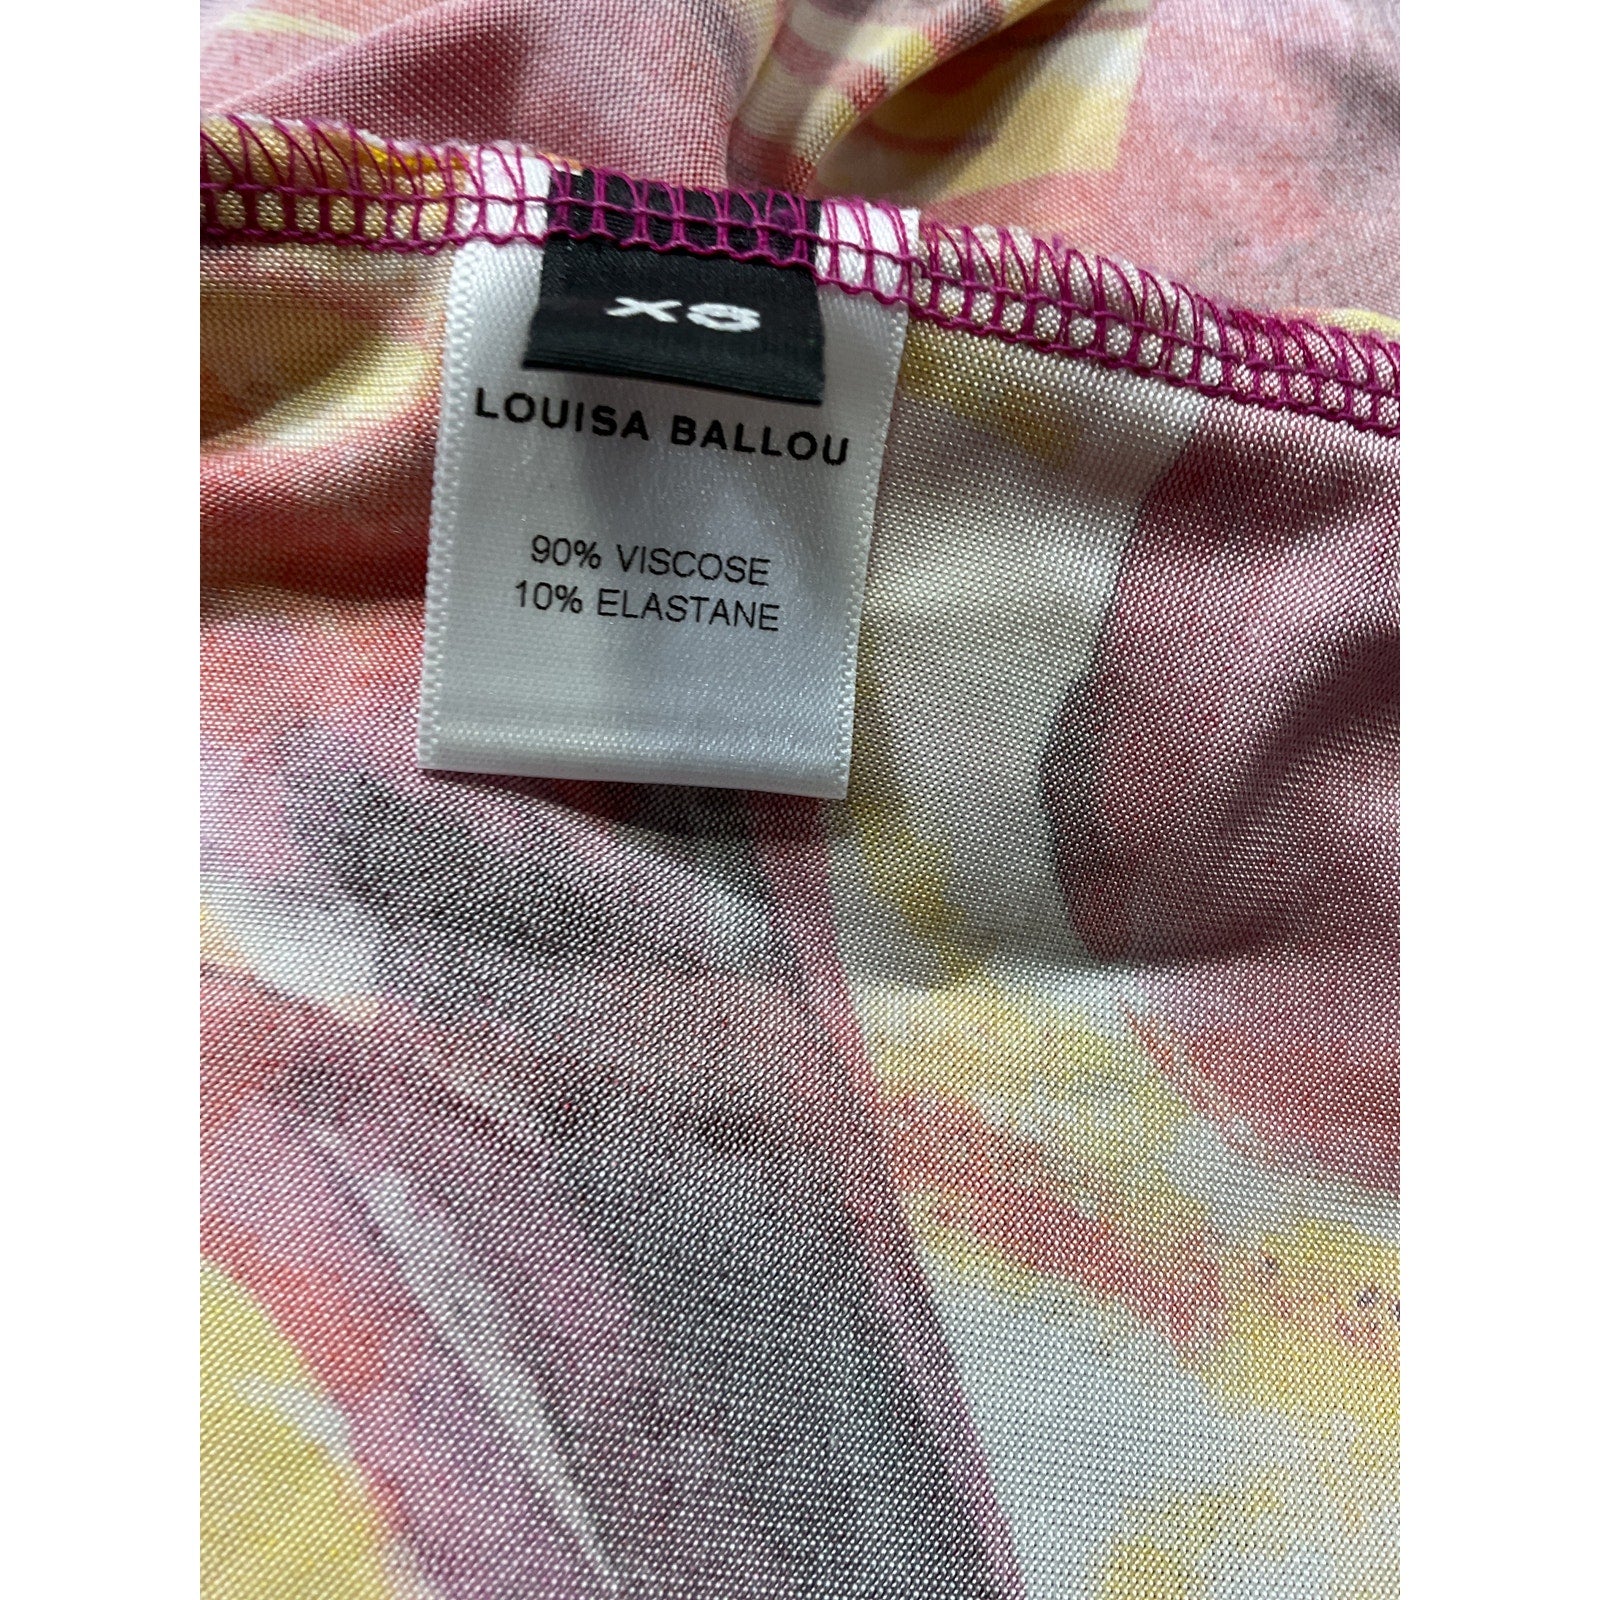 XS
LOUISA BALLOU
90% VISCOSE
10% ELASTANE